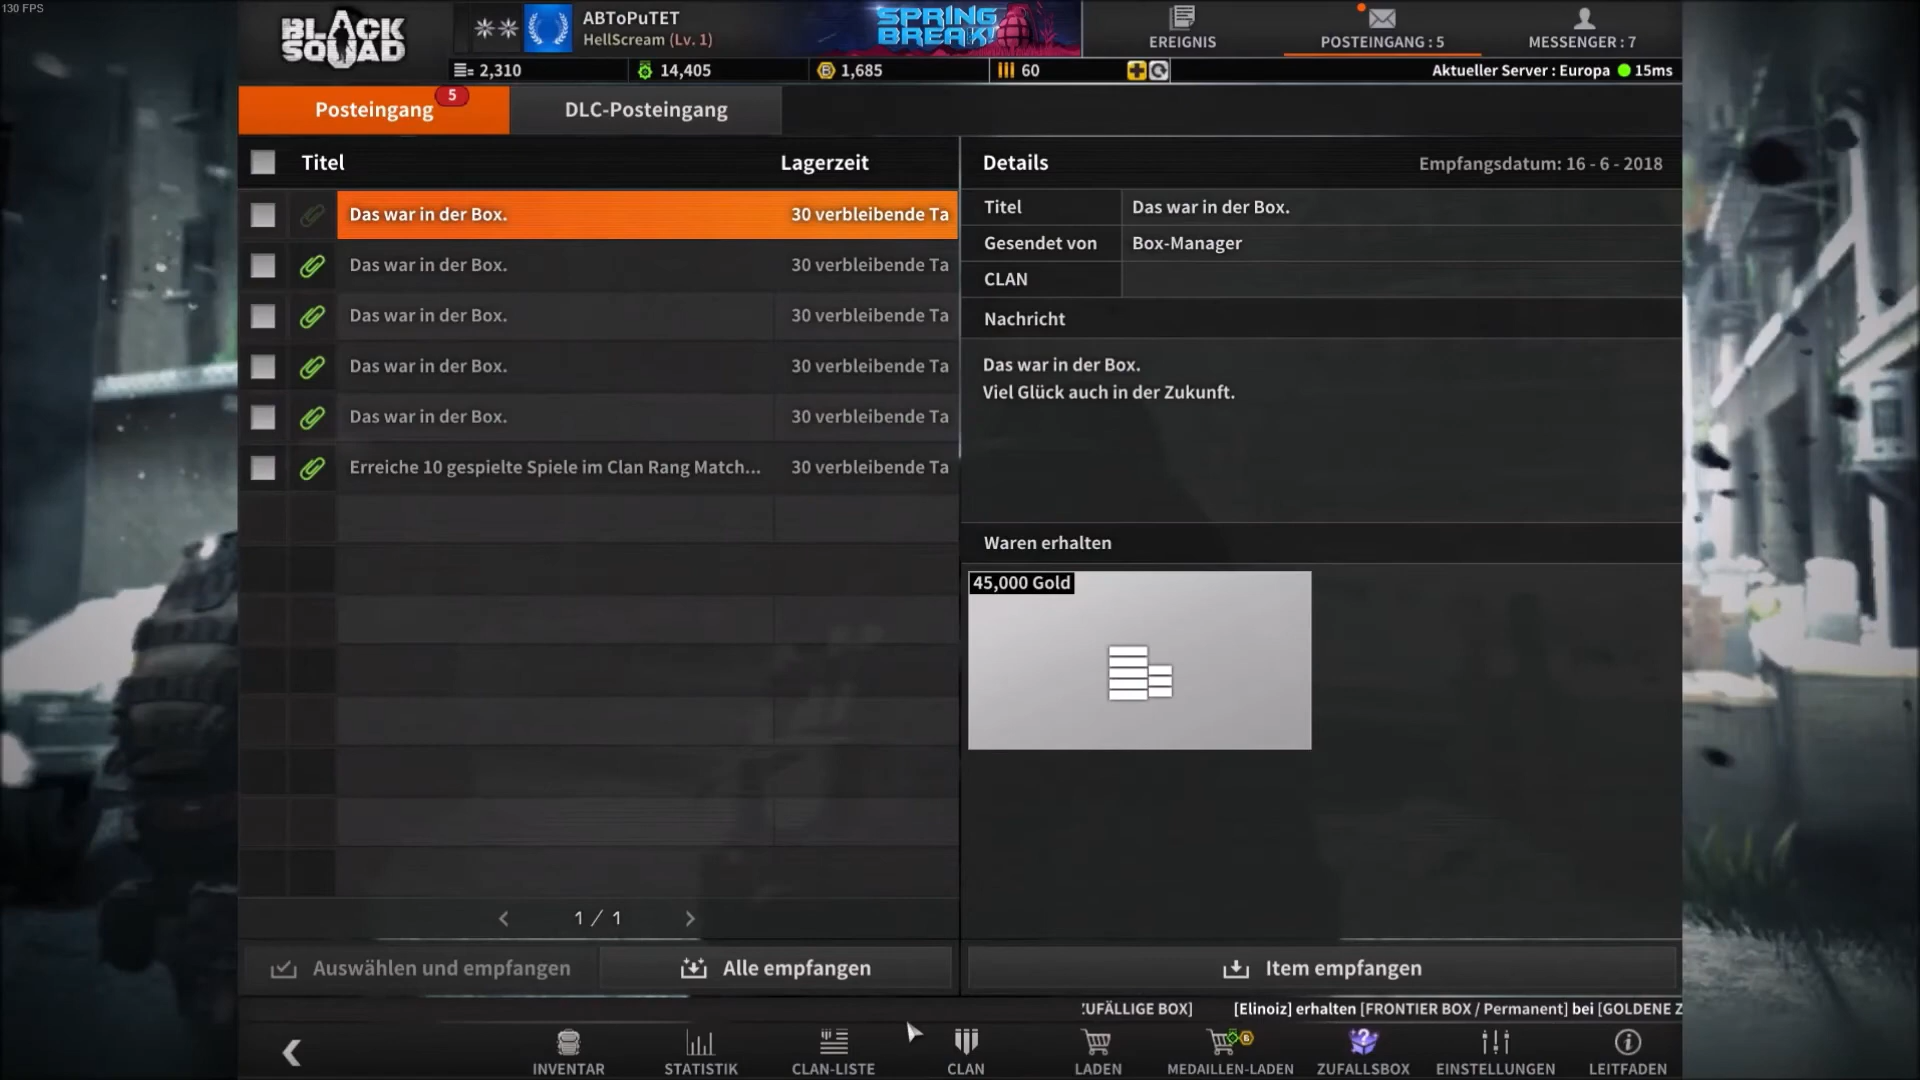 130 FPS
BLACK SQUAD
ABToPuTET
HellScream (Lv. 1)
SPRING BREAK!
EREIGNIS
POSTEINGANG : 5
MESSENGER : 7
2,310
14,405
1,685
60
Aktueller Server : Europa 15ms
Posteingang 5
DLC-Posteingang
Titel
Lagerzeit
Das war in der Box. 30 verbleibende Ta
Das war in der Box. 30 verbleibende Ta
Das war in der Box. 30 verbleibende Ta
Das war in der Box. 30 verbleibende Ta
Das war in der Box. 30 verbleibende Ta
Erreiche 10 gespielte Spiele im Clan Rang Match... 30 verbleibende Ta
1 / 1
Auswählen und empfangen
Alle empfangen
Details
Empfangsdatum: 16 - 6 - 2018
Titel Das war in der Box.
Gesendet von Box-Manager
CLAN
Nachricht
Das war in der Box.
Viel Glück auch in der Zukunft.
Waren erhalten
45,000 Gold
Item empfangen
ZUFÄLLIGE BOX] [Elinoiz] erhalten [FRONTIER BOX / Permanent] bei [GOLDENE Z
INVENTAR
STATISTIK
CLAN-LISTE
CLAN
LADEN
MEDAILLEN-LADEN
ZUFALLSBOX
EINSTELLUNGEN
LEITFADEN